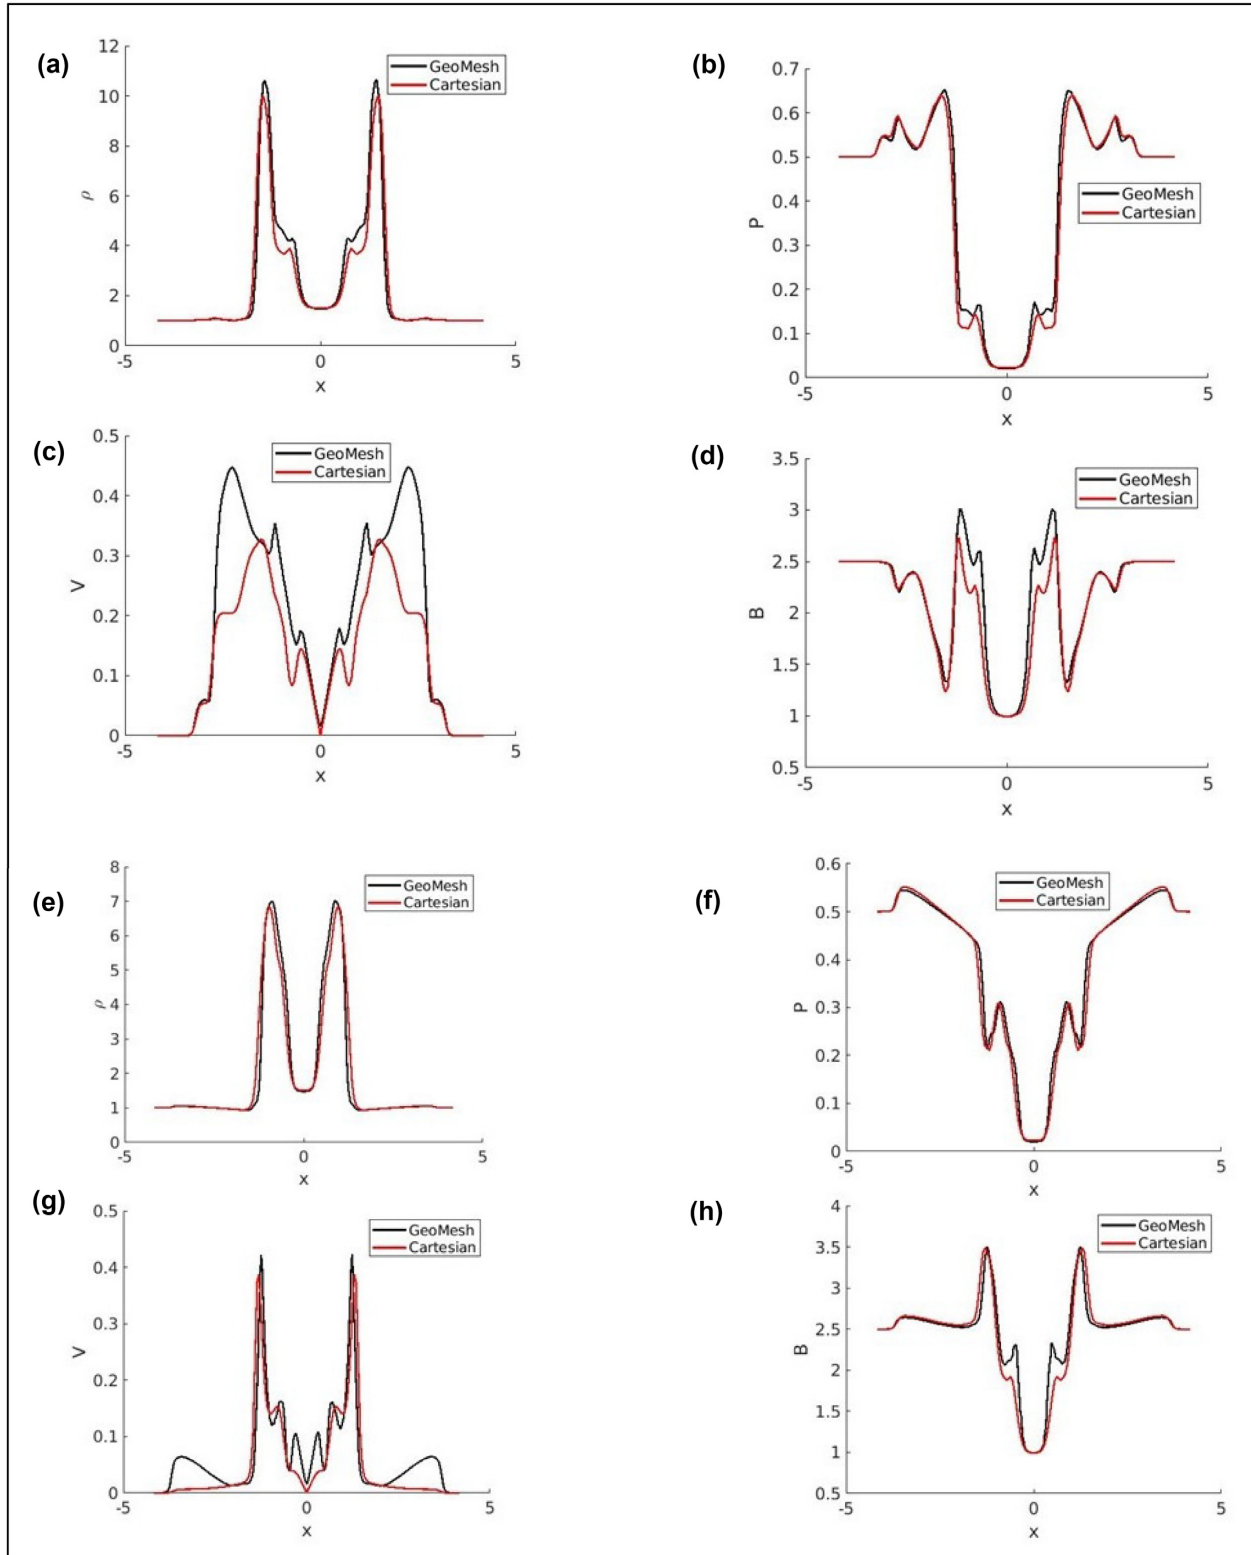 (a)
12
10
8
6
4
2
0
ρ
-5
0
5
x
GeoMesh
Cartesian
(b)
0.7
0.6
0.5
0.4
0.3
0.2
0.1
0
P
-5
0
5
x
GeoMesh
Cartesian
(c)
0.5
0.4
0.3
0.2
0.1
0
V
-5
0
5
x
GeoMesh
Cartesian
(d)
3.5
3
2.5
2
1.5
1
0.5
B
-5
0
5
x
GeoMesh
Cartesian
(e)
8
7
6
5
4
3
2
1
0
ρ
-5
0
5
x
GeoMesh
Cartesian
(f)
0.6
0.5
0.4
0.3
0.2
0.1
0
P
-5
0
5
x
GeoMesh
Cartesian
(g)
0.5
0.4
0.3
0.2
0.1
0
V
-5
0
5
x
GeoMesh
Cartesian
(h)
4
3.5
3
2.5
2
1.5
1
0.5
B
-5
0
5
x
GeoMesh
Cartesian